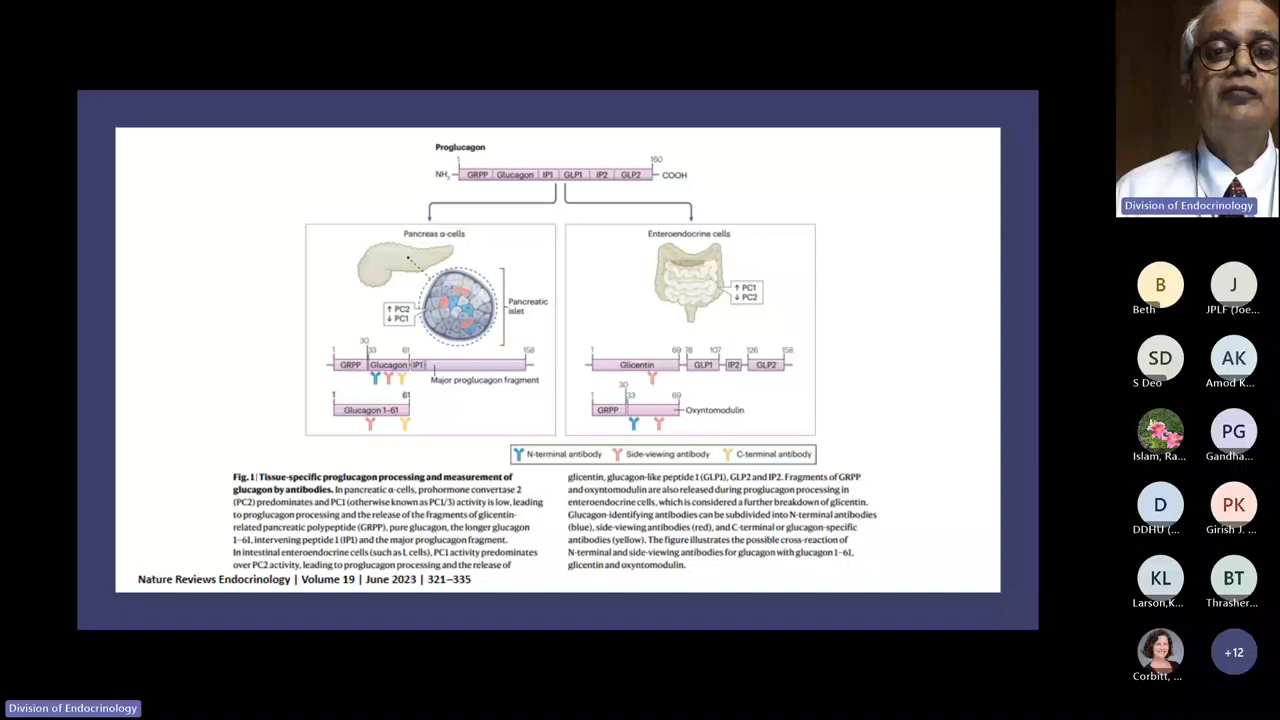 Proglucagon
1
160
NH2
GRPP
Glucagon
IP1
GLP1
IP2
GLP2
COOH
Pancreas α-cells
↑ PC2
↓ PC1
Pancreatic
islet
1
30
33
61
158
GRPP
Glucagon
IP1
Major proglucagon fragment
1
61
Glucagon 1–61
Enteroendocrine cells
↑ PC1
↓ PC2
1
69
78
107
126
158
Glicentin
GLP1
IP2
GLP2
1
30
33
69
GRPP
Oxyntomodulin
N-terminal antibody
Side-viewing antibody
C-terminal antibody
Fig. 1 | Tissue-specific proglucagon processing and measurement of
glucagon by antibodies. In pancreatic α-cells, prohormone convertase 2
(PC2) predominates and PC1 (otherwise known as PC1/3) activity is low, leading
to proglucagon processing and the release of the fragments of glicentin-
related pancreatic polypeptide (GRPP), pure glucagon, the longer glucagon
1–61, intervening peptide 1 (IP1) and the major proglucagon fragment.
In intestinal enteroendocrine cells (such as L cells), PC1 activity predominates
over PC2 activity, leading to proglucagon processing and the release of
glicentin, glucagon-like peptide 1 (GLP1), GLP2 and IP2. Fragments of GRPP
and oxyntomodulin are also released during proglucagon processing in
enteroendocrine cells, which is considered a further breakdown of glicentin.
Glucagon-identifying antibodies can be subdivided into N-terminal antibodies
(blue), side-viewing antibodies (red), and C-terminal or glucagon-specific
antibodies (yellow). The figure illustrates the possible cross-reaction of
N-terminal and side-viewing antibodies for glucagon with glucagon 1–61,
glicentin and oxyntomodulin.
Nature Reviews Endocrinology | Volume 19 | June 2023 | 321–335
Division of Endocrinology
B
Beth
J
JPLF (Joe...
SD
S Deo
AK
Amod K...
Islam, Ra...
PG
Gandha...
D
DDHU (...
PK
Girish J. ...
KL
Larson,K...
BT
Thrasher...
Corbitt, ...
+12
Division of Endocrinology